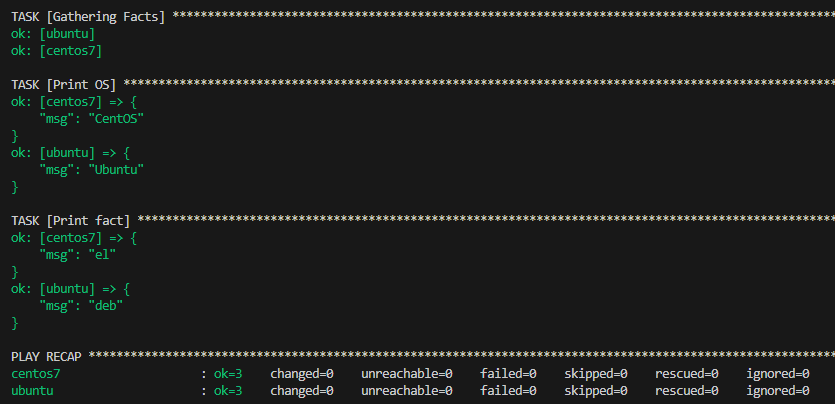 TASK [Gathering Facts] ***********************************************************************************************
ok: [ubuntu]
ok: [centos7]
TASK [Print OS] ******************************************************************************************************
ok: [centos7] => {
    "msg": "CentOS"
}
ok: [ubuntu] => {
    "msg": "Ubuntu"
}
TASK [Print fact] ****************************************************************************************************
ok: [centos7] => {
    "msg": "el"
}
ok: [ubuntu] => {
    "msg": "deb"
}
PLAY RECAP ***********************************************************************************************************
centos7                    : ok=3    changed=0    unreachable=0    failed=0    skipped=0    rescued=0    ignored=0
ubuntu                     : ok=3    changed=0    unreachable=0    failed=0    skipped=0    rescued=0    ignored=0